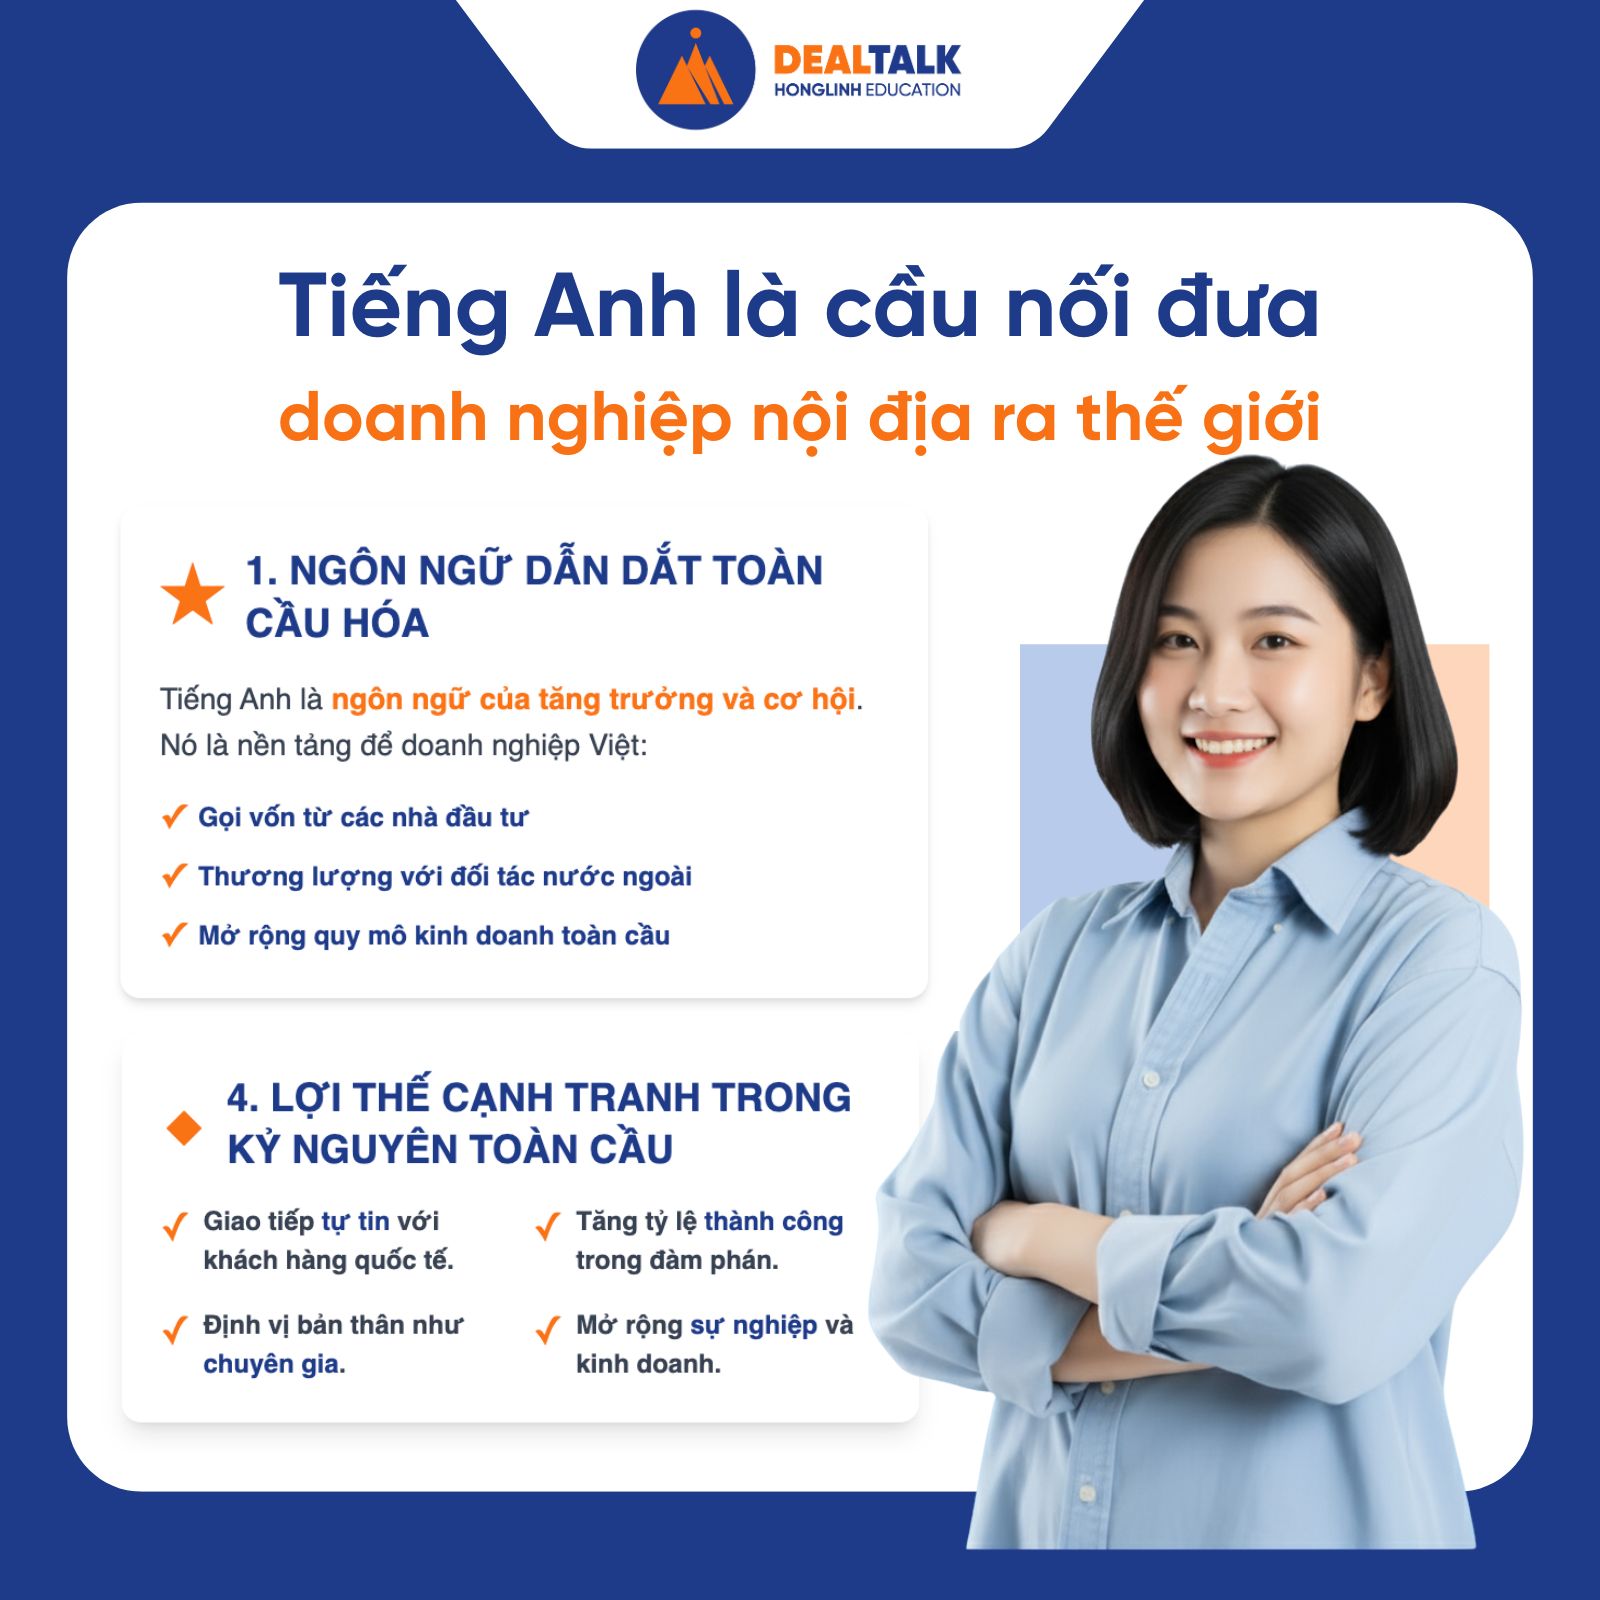 DEALTALK
HONGLINH EDUCATION
Tiếng Anh là cầu nối đưa
doanh nghiệp nội địa ra thế giới
1. NGÔN NGỮ DẪN DẮT TOÀN
CẦU HÓA
Tiếng Anh là ngôn ngữ của tăng trưởng và cơ hội.
Nó là nền tảng để doanh nghiệp Việt:
✓ Gọi vốn từ các nhà đầu tư
✓ Thương lượng với đối tác nước ngoài
✓ Mở rộng quy mô kinh doanh toàn cầu
4. LỢI THẾ CẠNH TRANH TRONG
KỶ NGUYÊN TOÀN CẦU
✓ Giao tiếp tự tin với
khách hàng quốc tế.
✓ Tăng tỷ lệ thành công
trong đàm phán.
✓ Định vị bản thân như
chuyên gia.
✓ Mở rộng sự nghiệp và
kinh doanh.